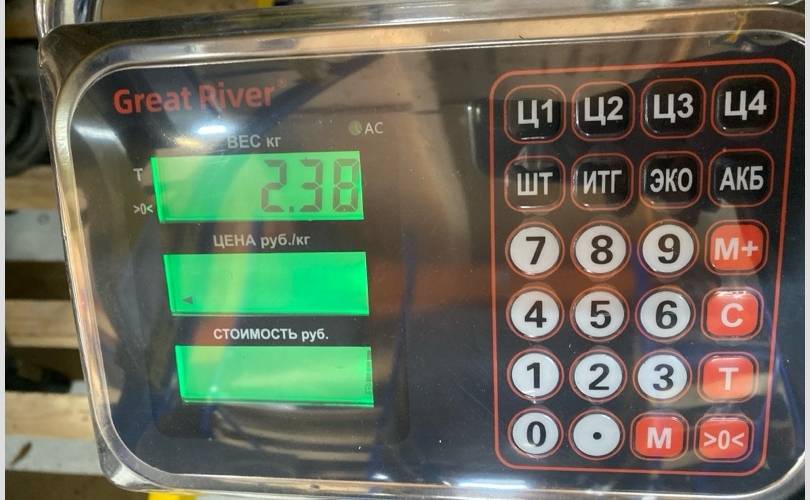 Great River
ВЕС кг
AC
T
>0<
2.38
ЦЕНА руб./кг
СТОИМОСТЬ руб.
Ц1 Ц2 Ц3 Ц4
ШТ ИТГ ЭКО АКБ
7 8 9 M+
4 5 6 C
1 2 3 T
0 • M >0<